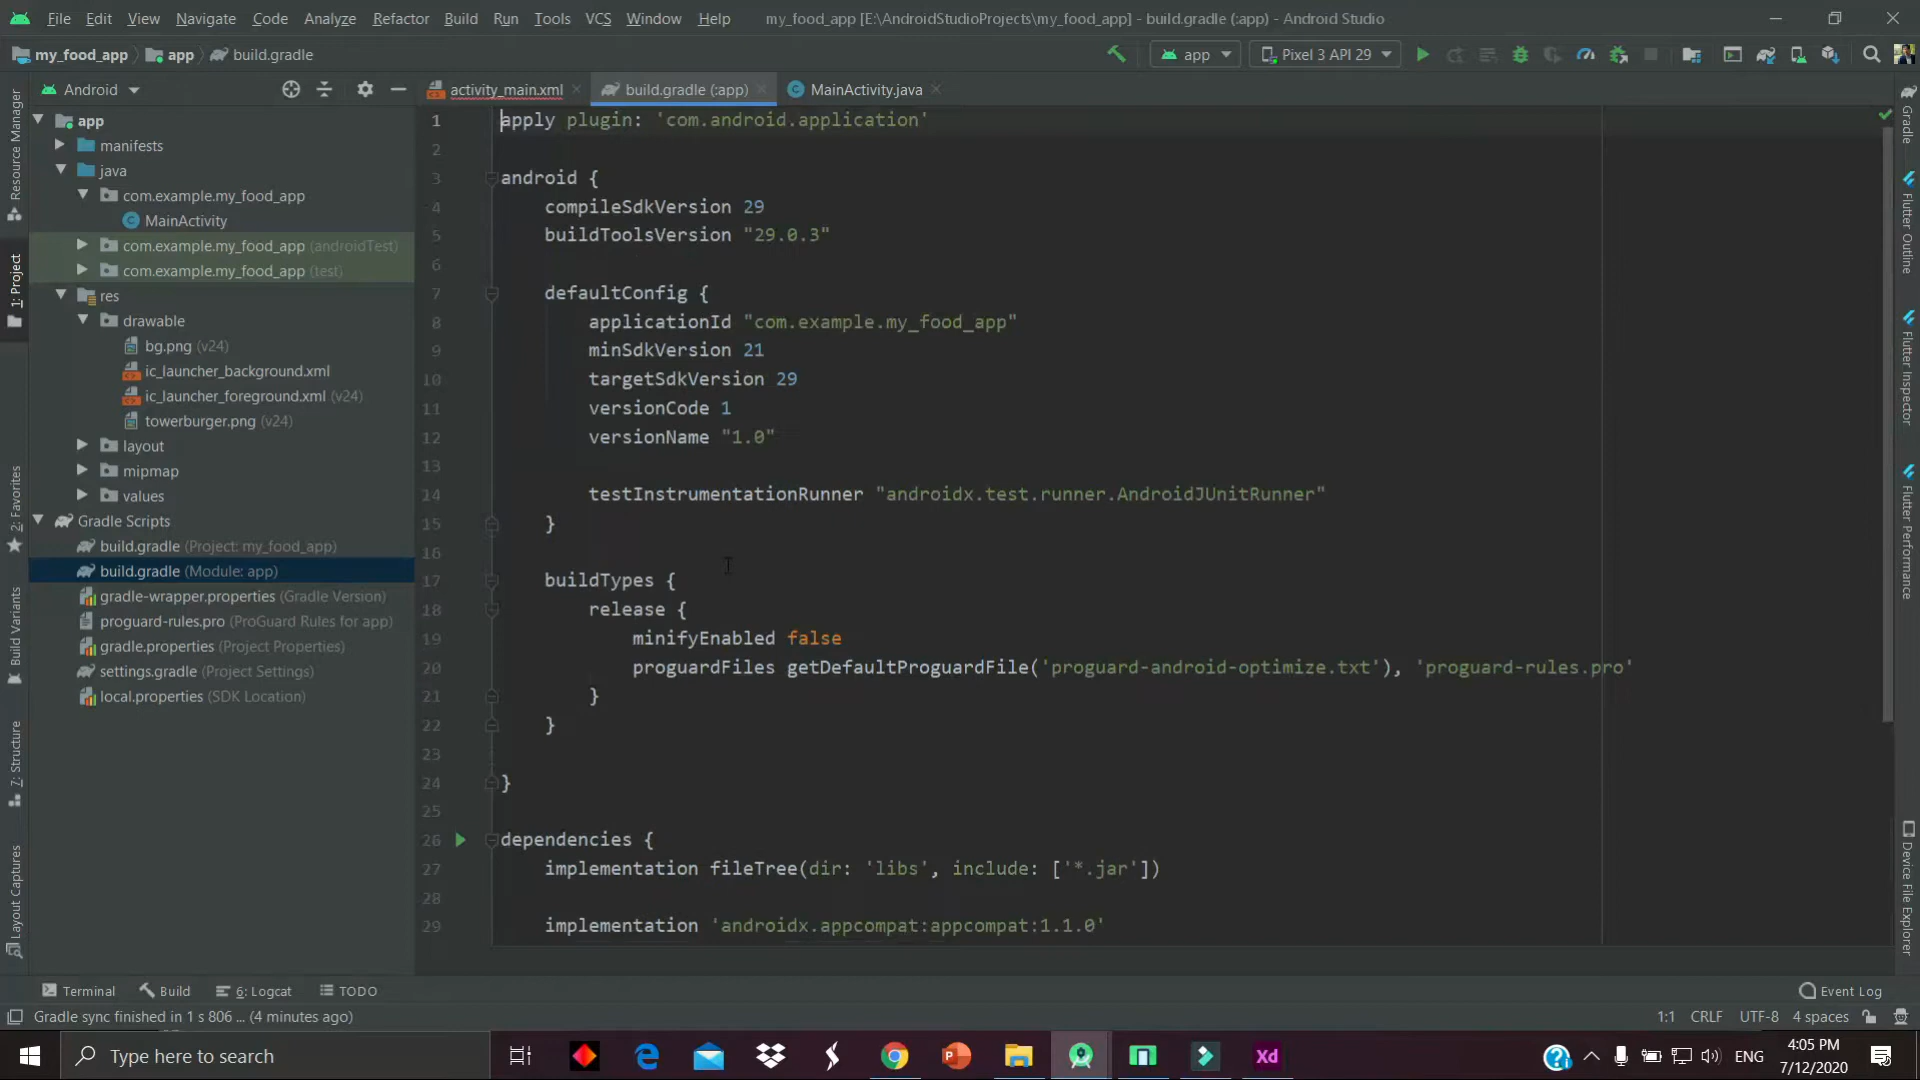 File Edit View Navigate Code Analyze Refactor Build Run Tools VCS Window Help my_food_app [E:\AndroidStudioProjects\my_food_app] - build.gradle (:app) - Android Studio
my_food_app app build.gradle app Pixel 3 API 29
Android activity_main.xml build.gradle (:app) MainActivity.java
Resource Manager
1: Project
2: Favorites
Build Variants
7: Structure
Layout Captures
app
manifests
java
com.example.my_food_app
MainActivity
com.example.my_food_app (androidTest)
com.example.my_food_app (test)
res
drawable
bg.png (v24)
ic_launcher_background.xml
ic_launcher_foreground.xml (v24)
towerburger.png (v24)
layout
mipmap
values
Gradle Scripts
build.gradle (Project: my_food_app)
build.gradle (Module: app)
gradle-wrapper.properties (Gradle Version)
proguard-rules.pro (ProGuard Rules for app)
gradle.properties (Project Properties)
settings.gradle (Project Settings)
local.properties (SDK Location)
1 apply plugin: 'com.android.application'
2
3 android {
4 compileSdkVersion 29
5 buildToolsVersion "29.0.3"
6
7 defaultConfig {
8 applicationId "com.example.my_food_app"
9 minSdkVersion 21
10 targetSdkVersion 29
11 versionCode 1
12 versionName "1.0"
13
14 testInstrumentationRunner "androidx.test.runner.AndroidJUnitRunner"
15 }
16
17 buildTypes {
18 release {
19 minifyEnabled false
20 proguardFiles getDefaultProguardFile('proguard-android-optimize.txt'), 'proguard-rules.pro'
21 }
22 }
23
24 }
25
26 dependencies {
27 implementation fileTree(dir: 'libs', include: ['*.jar'])
28
29 implementation 'androidx.appcompat:appcompat:1.1.0'
Gradle
Flutter Outline
Flutter Inspector
Flutter Performance
Device File Explorer
Terminal Build 6: Logcat TODO Event Log
Gradle sync finished in 1 s 806 ... (4 minutes ago) 1:1 CRLF UTF-8 4 spaces
Type here to search P Xd ENG 4:05 PM
7/12/2020